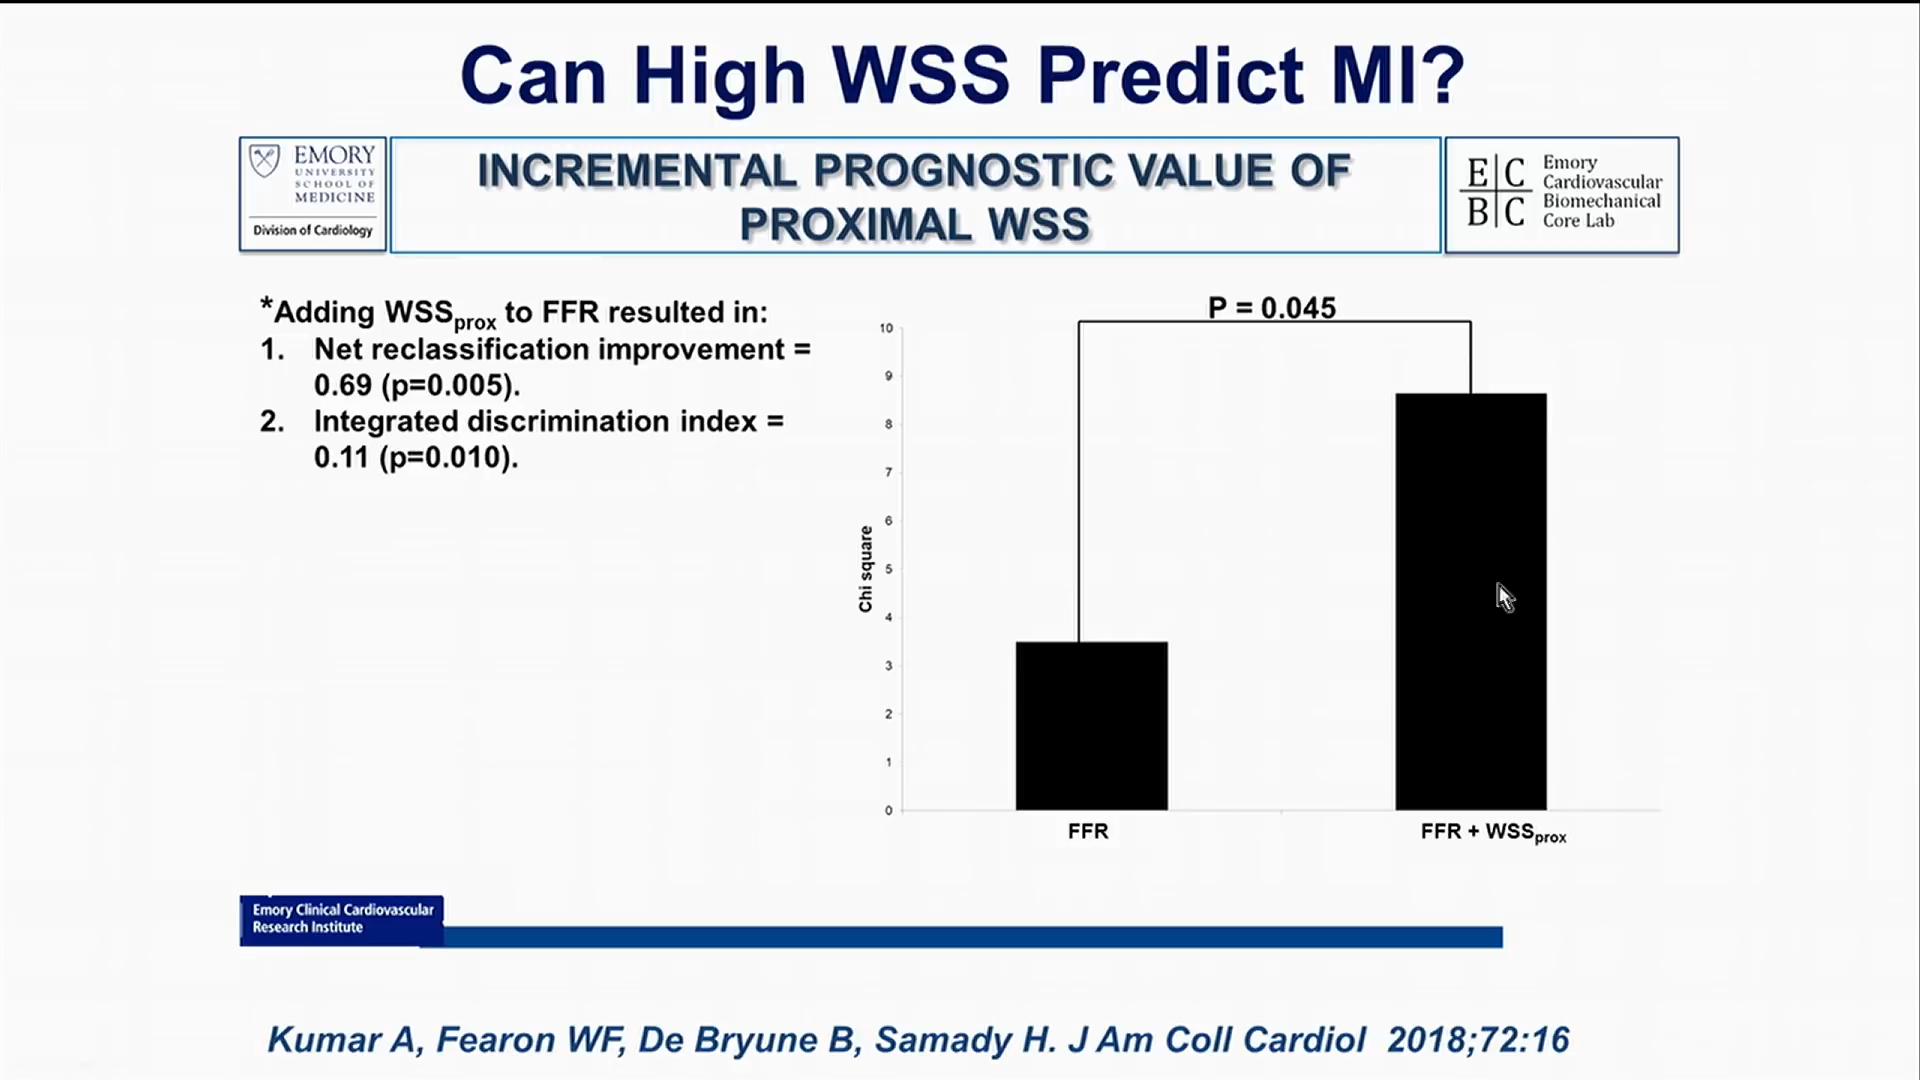 Can High WSS Predict MI?
EMORY
UNIVERSITY
SCHOOL OF
MEDICINE
Division of Cardiology
INCREMENTAL PROGNOSTIC VALUE OF
PROXIMAL WSS
E C
B C
Emory
Cardiovascular
Biomechanical
Core Lab
*Adding WSSprox to FFR resulted in:
1. Net reclassification improvement =
0.69 (p=0.005).
2. Integrated discrimination index =
0.11 (p=0.010).
P = 0.045
10
9
8
7
6
5
4
3
2
1
0
Chi square
FFR
FFR + WSSprox
Emory Clinical Cardiovascular
Research Institute
Kumar A, Fearon WF, De Bryune B, Samady H. J Am Coll Cardiol 2018;72:16